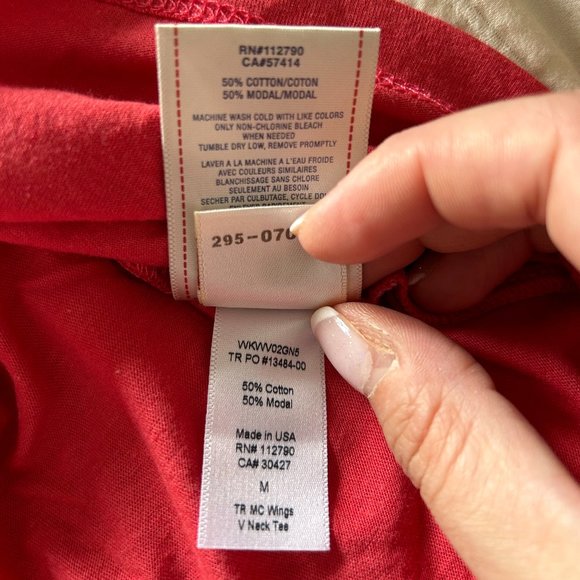 RN#112790
CA#57414
50% COTTON/COTON
50% MODAL/MODAL
MACHINE WASH COLD WITH LIKE COLORS
ONLY NON-CHLORINE BLEACH
WHEN NEEDED
TUMBLE DRY LOW, REMOVE PROMPTLY
LAVER A LA MACHINE A L'EAU FROIDE
AVEC COULEURS SIMILAIRES
BLANCHISSAGE SANS CHLORE
SEULEMENT AU BESOIN
SECHER PAR CULBUTAGE, CYCLE
295-070
WKWV02GN5
TR PO #13484-00
50% Cotton
50% Modal
Made in USA
RN# 112790
CA# 30427
M
TR MC Wings
V Neck Tee